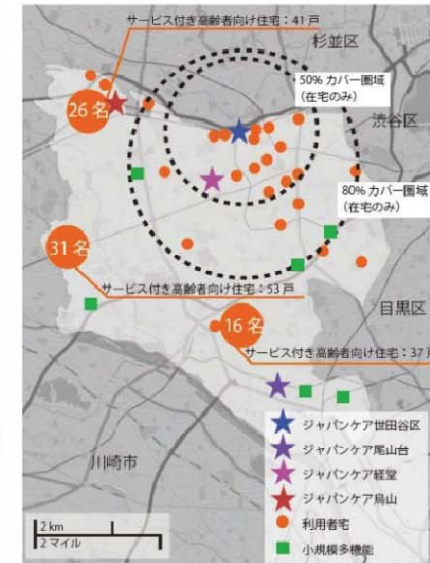 サービス付き高齢者向け住宅：41戸
杉並区
50% カバー圏域
（在宅のみ）
26名
渋谷区
80% カバー圏域
（在宅のみ）
31名
サービス付き高齢者向け住宅：53戸
目黒区
16名
サービス付き高齢者向け住宅：37戸
川崎市
ジャパンケア世田谷区
ジャパンケア尾山台
ジャパンケア経堂
ジャパンケア烏山
利用者宅
小規模多機能
2 km
2 マイル